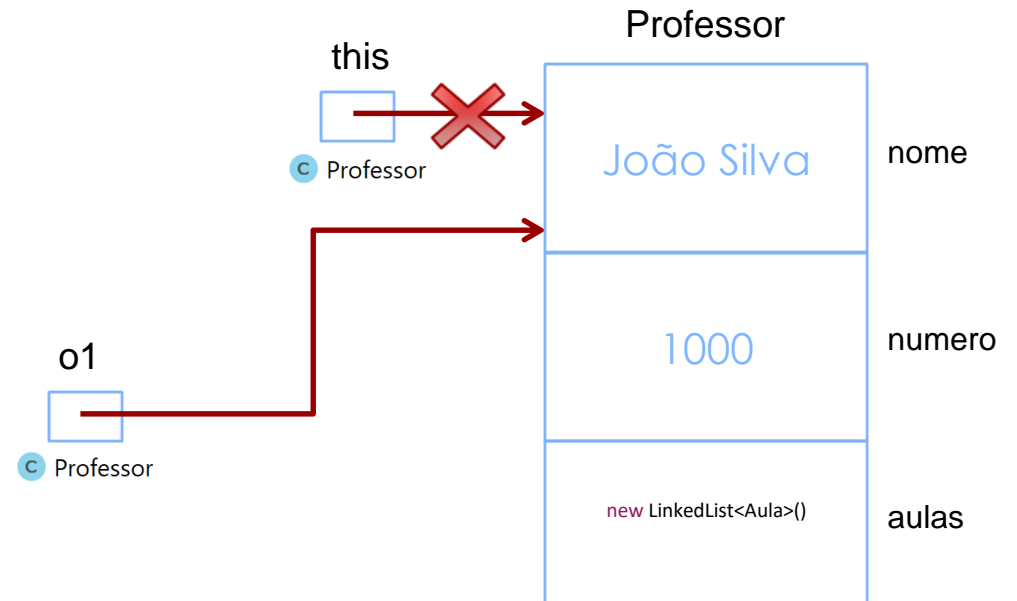 Professor
this
João Silva
nome
C Professor
1000
numero
o1
C Professor
new LinkedList<Aula>()
aulas